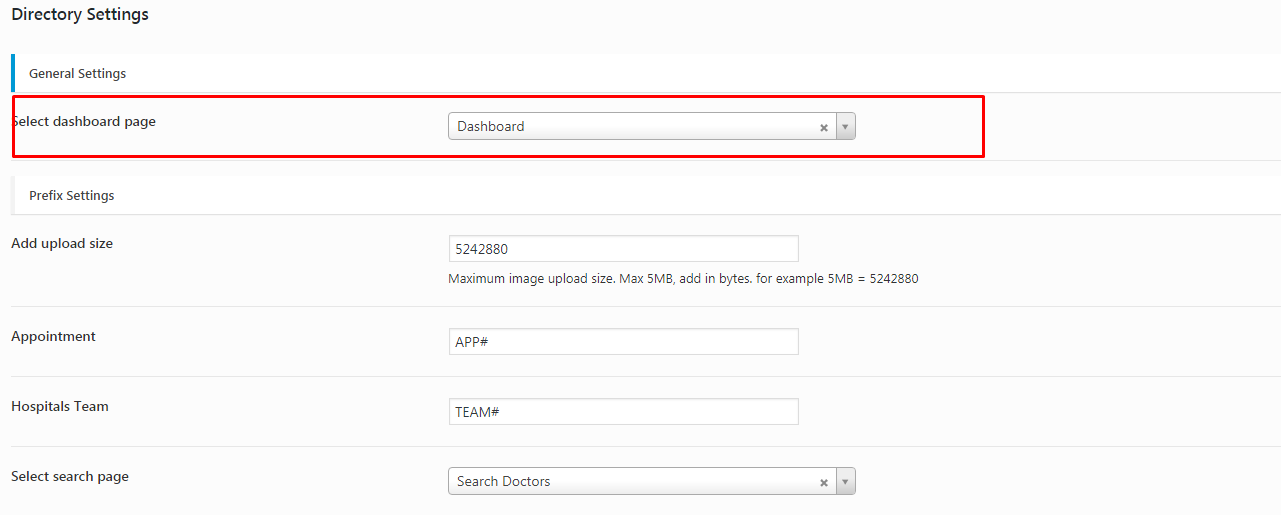 Directory Settings
General Settings
Select dashboard page
Dashboard
Prefix Settings
Add upload size
5242880
Maximum image upload size. Max 5MB, add in bytes. for example 5MB = 5242880
Appointment
APP#
Hospitals Team
TEAM#
Select search page
Search Doctors